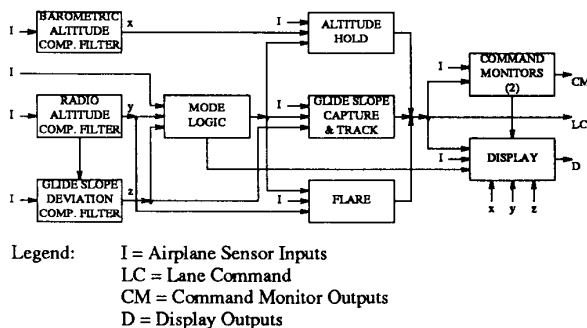 I
BAROMETRIC
ALTITUDE
COMP. FILTER
x
I
ALTITUDE
HOLD
I
COMMAND
MONITORS
(2)
CM
I
I
RADIO
ALTITUDE
COMP. FILTER
y
MODE
LOGIC
I
GLIDE SLOPE
CAPTURE
& TRACK
LC
I
DISPLAY
D
I
GLIDE SLOPE
DEVIATION
COMP. FILTER
z
I
FLARE
x y z
Legend: I = Airplane Sensor Inputs
LC = Lane Command
CM = Command Monitor Outputs
D = Display Outputs